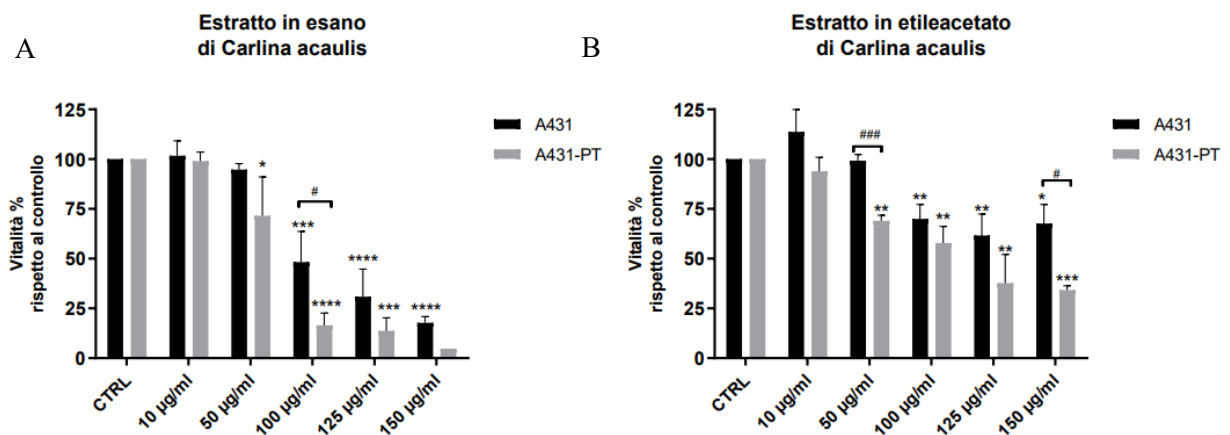 A
Estratto in esano
di Carlina acaulis
Vitalità %
rispetto al controllo
125
100
75
50
25
0
*
***
#
****
****
***
****
A431
A431-PT
CTRL
10 µg/ml
50 µg/ml
100 µg/ml
125 µg/ml
150 µg/ml
B
Estratto in etileacetato
di Carlina acaulis
Vitalità %
rispetto al controllo
125
100
75
50
25
0
###
**
**
**
**
**
#
*
***
A431
A431-PT
CTRL
10 µg/ml
50 µg/ml
100 µg/ml
125 µg/ml
150 µg/ml